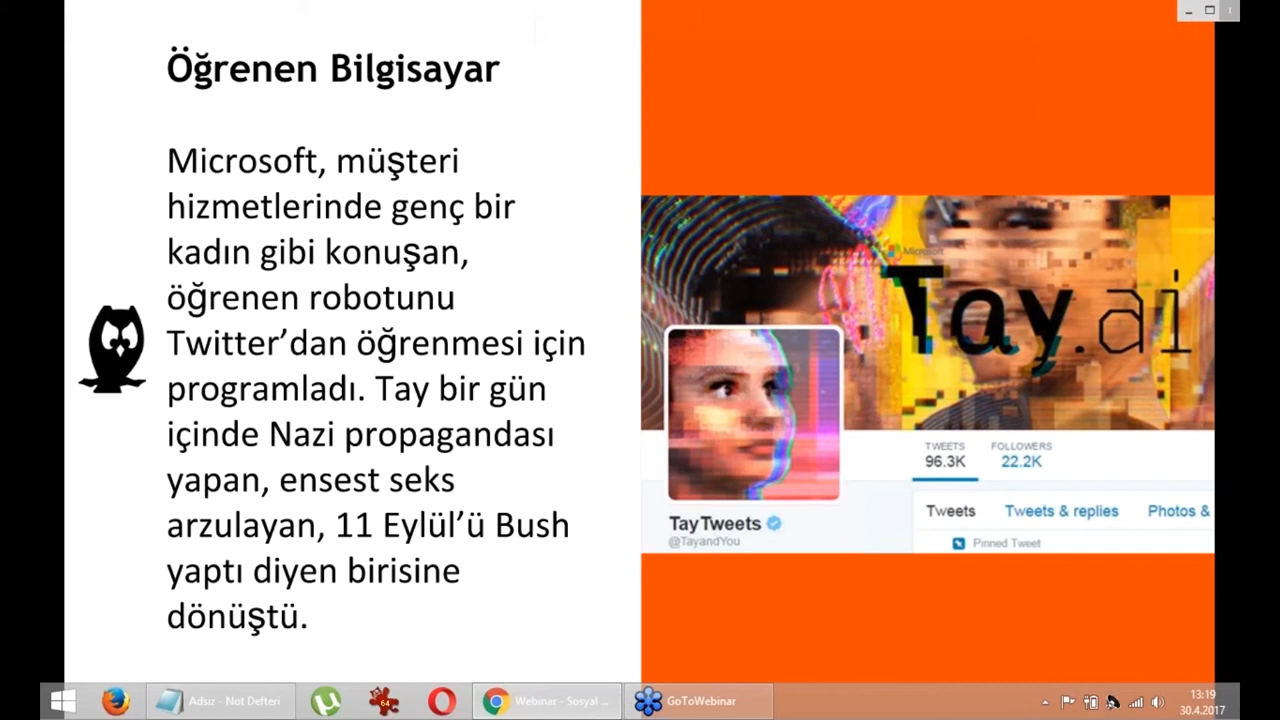 Öğrenen Bilgisayar
Microsoft, müşteri
hizmetlerinde genç bir
kadın gibi konuşan,
öğrenen robotunu
Twitter’dan öğrenmesi için
programladı. Tay bir gün
içinde Nazi propagandası
yapan, ensest seks
arzulayan, 11 Eylül’ü Bush
yaptı diyen birisine
dönüştü.
Microsoft
Tay.ai
TWEETS
96.3K
FOLLOWERS
22.2K
TayTweets
@TayandYou
Tweets
Tweets & replies
Photos &
Pinned Tweet
Adsız - Not Defteri
64
Webinar - Sosyal ...
GoToWebinar
13:19
30.4.2017